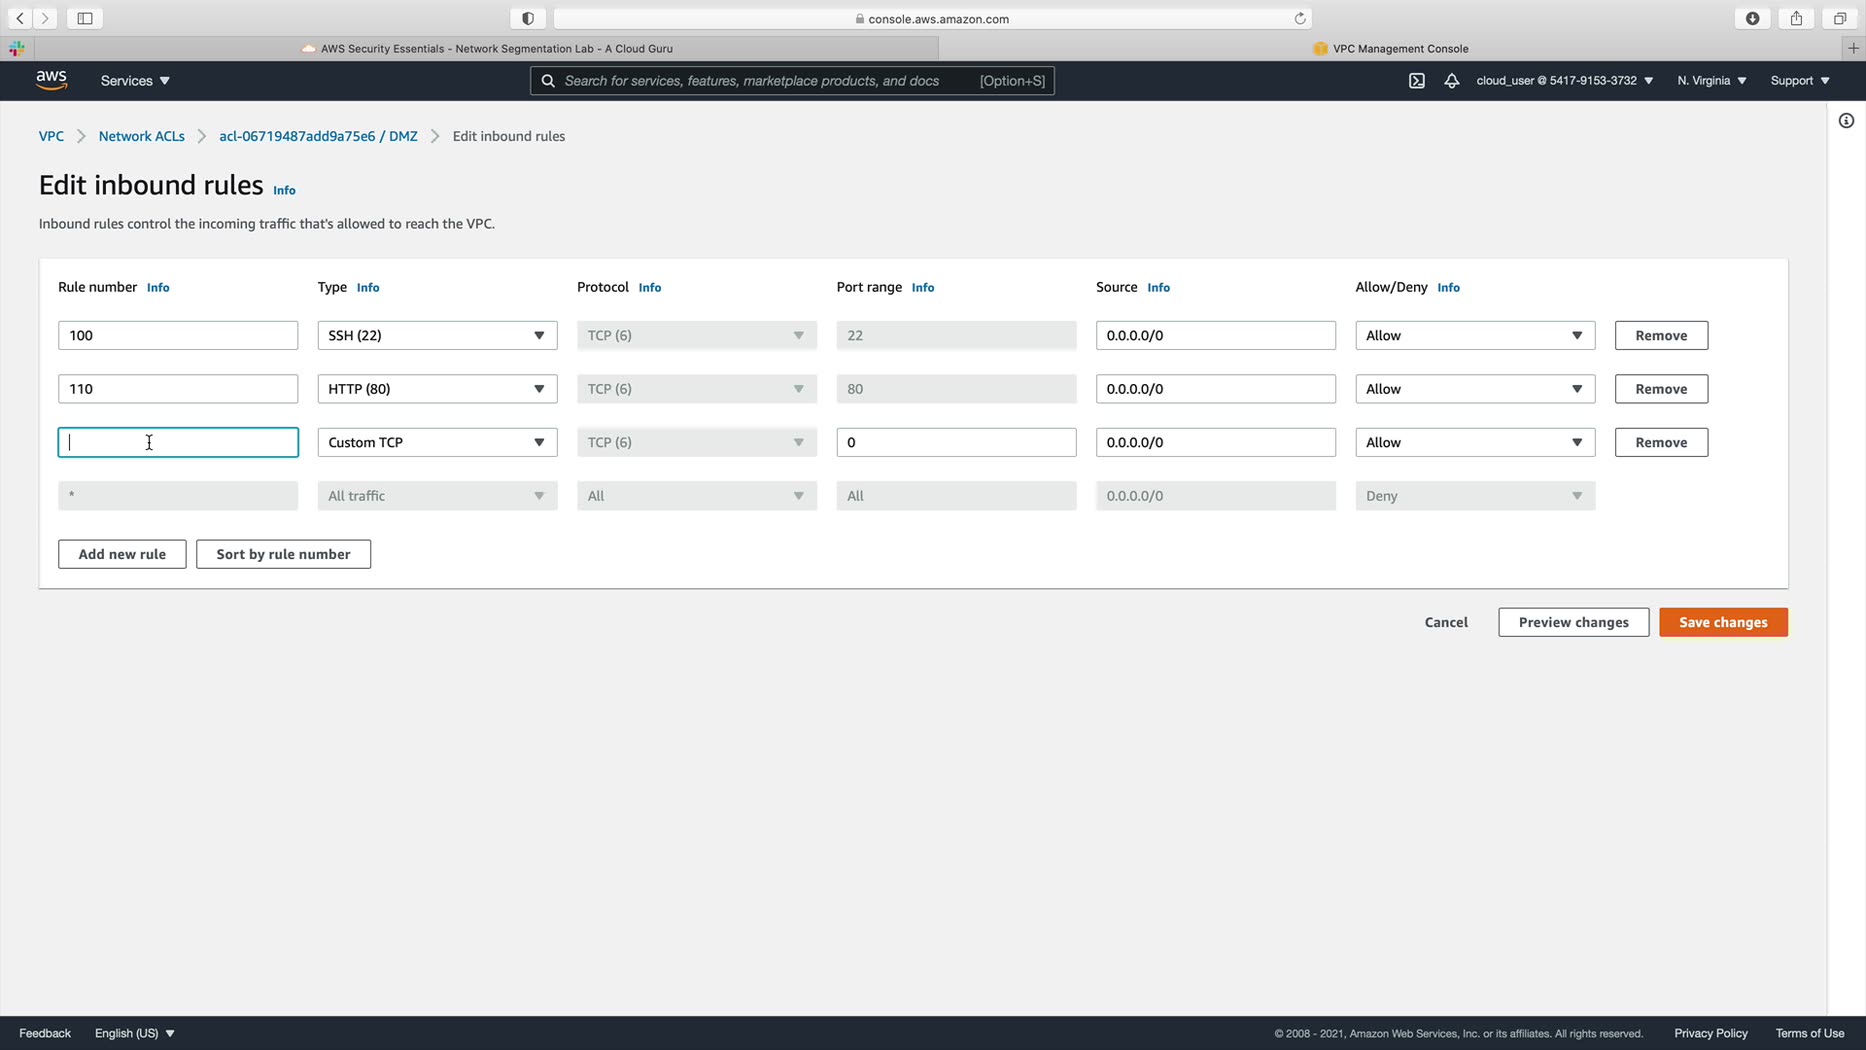 console.aws.amazon.com
AWS Security Essentials - Network Segmentation Lab - A Cloud Guru
VPC Management Console
aws
Services
Search for services, features, marketplace products, and docs
[Option+S]
cloud_user @ 5417-9153-3732
N. Virginia
Support
VPC
Network ACLs
acl-06719487add9a75e6 / DMZ
Edit inbound rules
Edit inbound rules Info
Inbound rules control the incoming traffic that's allowed to reach the VPC.
Rule number Info Type Info Protocol Info Port range Info Source Info Allow/Deny Info
100 SSH (22) TCP (6) 22 0.0.0.0/0 Allow Remove
110 HTTP (80) TCP (6) 80 0.0.0.0/0 Allow Remove
Custom TCP TCP (6) 0 0.0.0.0/0 Allow Remove
* All traffic All All 0.0.0.0/0 Deny
Add new rule Sort by rule number
Cancel Preview changes Save changes
Feedback English (US) © 2008 - 2021, Amazon Web Services, Inc. or its affiliates. All rights reserved. Privacy Policy Terms of Use